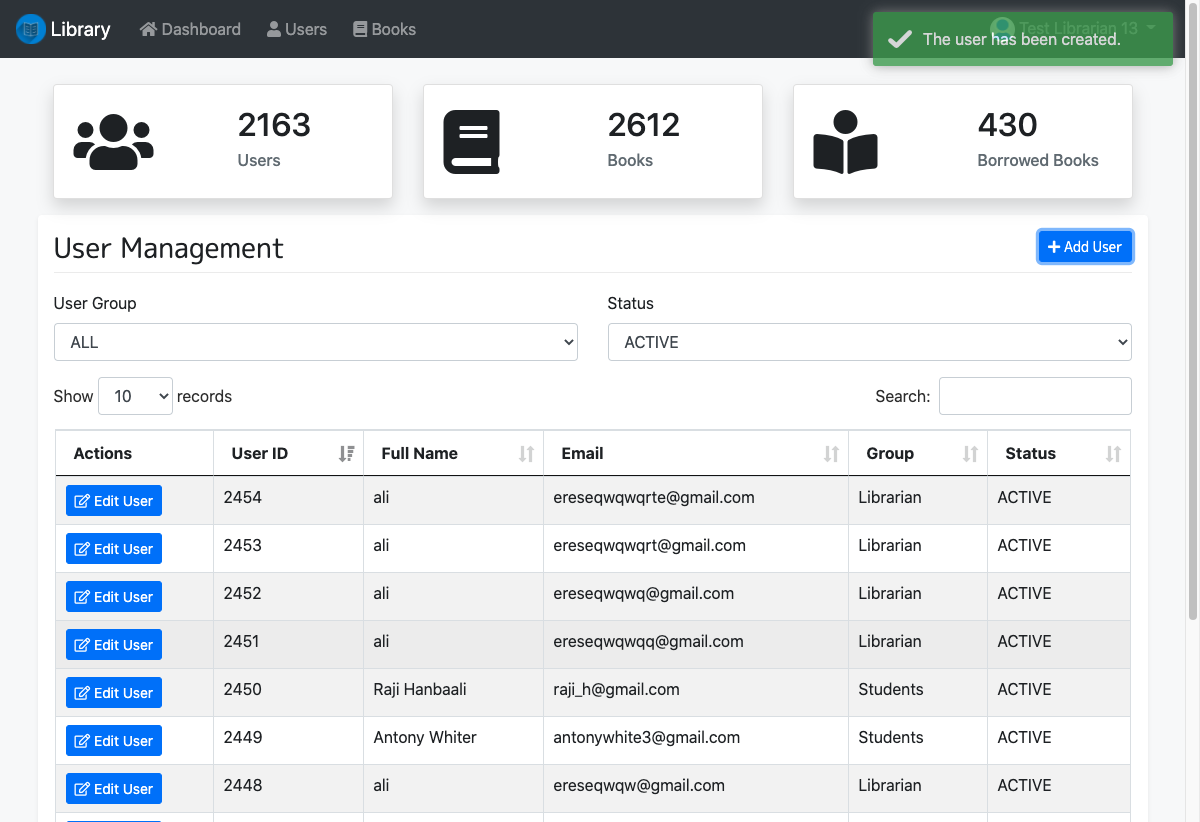 Library Dashboard Users Books Test Librarian 13
The user has been created.
2163
Users
2612
Books
430
Borrowed Books
User Management + Add User
User Group Status
ALL ACTIVE
Show 10 records Search:
Actions User ID Full Name Email Group Status
Edit User 2454 ali ereseqwqwqrte@gmail.com Librarian ACTIVE
Edit User 2453 ali ereseqwqwqrt@gmail.com Librarian ACTIVE
Edit User 2452 ali ereseqwqwq@gmail.com Librarian ACTIVE
Edit User 2451 ali ereseqwqwqq@gmail.com Librarian ACTIVE
Edit User 2450 Raji Hanbaali raji_h@gmail.com Students ACTIVE
Edit User 2449 Antony Whiter antonywhite3@gmail.com Students ACTIVE
Edit User 2448 ali ereseqwqw@gmail.com Librarian ACTIVE